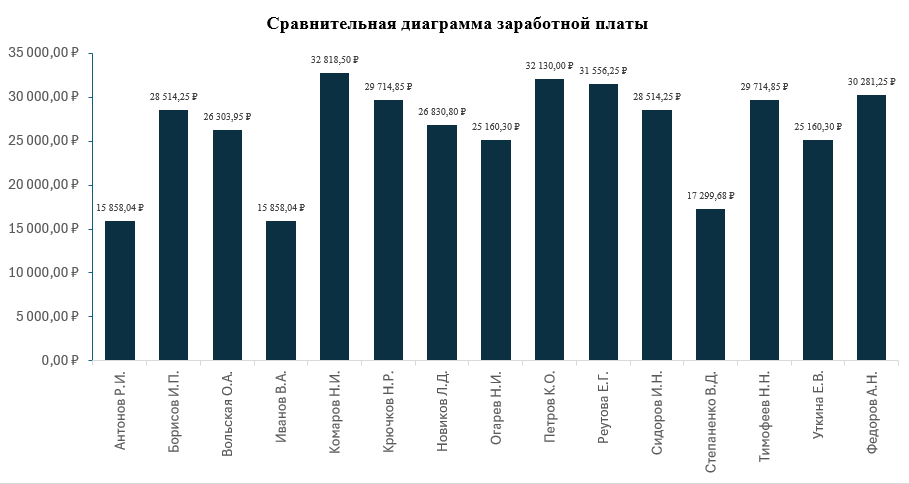 Сравнительная диаграмма заработной платы
35 000,00 ₽
30 000,00 ₽
25 000,00 ₽
20 000,00 ₽
15 000,00 ₽
10 000,00 ₽
5 000,00 ₽
0,00 ₽
15 858,04 ₽
28 514,25 ₽
26 303,95 ₽
15 858,04 ₽
32 818,50 ₽
29 714,85 ₽
26 830,80 ₽
25 160,30 ₽
32 130,00 ₽
31 556,25 ₽
28 514,25 ₽
17 299,68 ₽
29 714,85 ₽
25 160,30 ₽
30 281,25 ₽
Антонов Р.И.
Борисов И.П.
Вольская О.А.
Иванов В.А.
Комаров Н.И.
Крючков Н.Р.
Новиков Л.Д.
Огарев Н.И.
Петров К.О.
Реутова Е.Г.
Сидоров И.Н.
Степаненко В.Д.
Тимофеев Н.Н.
Уткина Е.В.
Федоров А.Н.